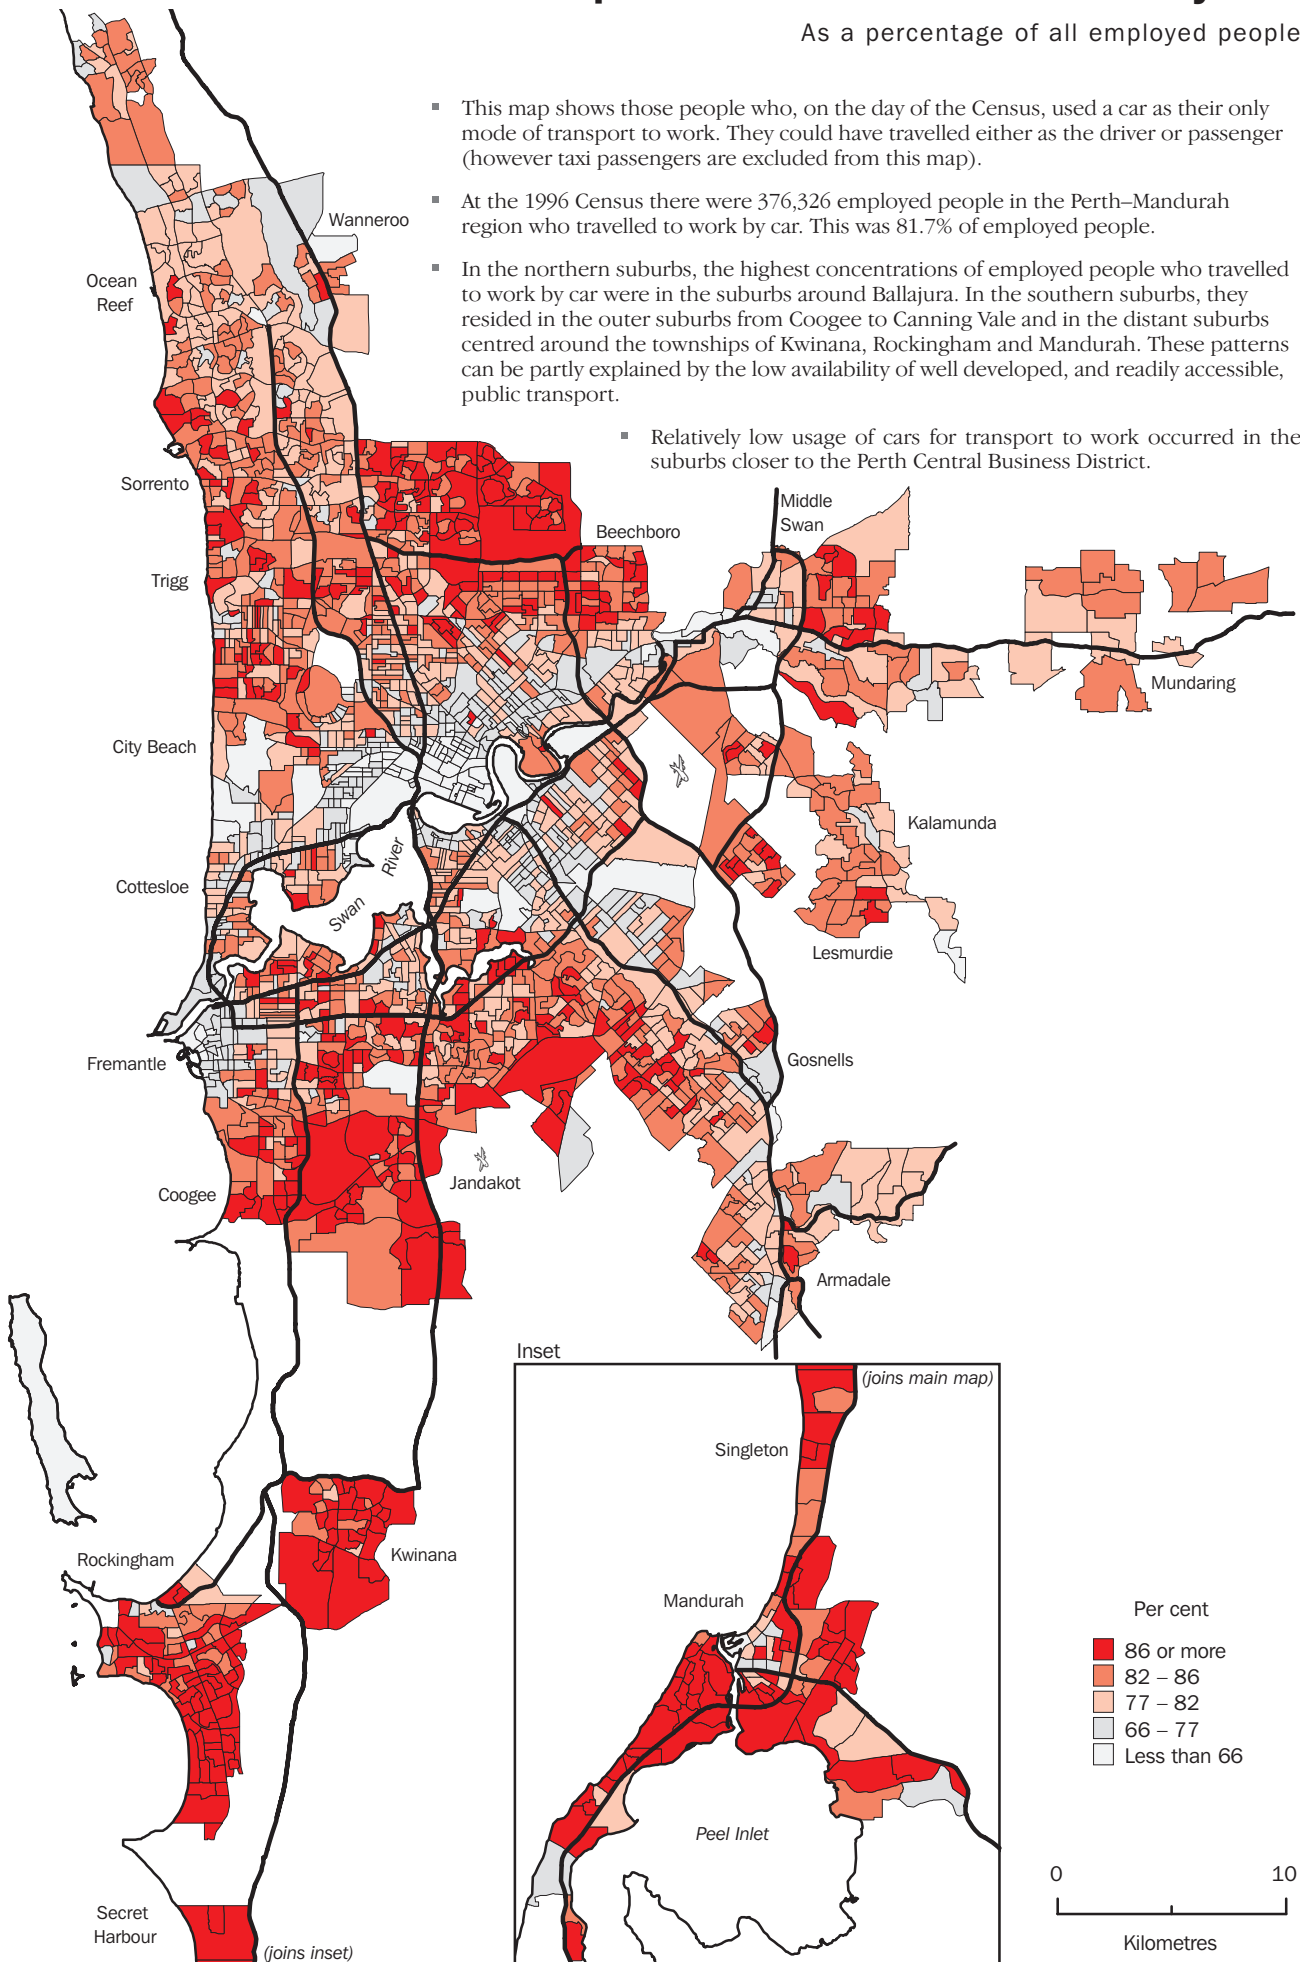 As a percentage of all employed people
▪ This map shows those people who, on the day of the Census, used a car as their only
mode of transport to work. They could have travelled either as the driver or passenger
(however taxi passengers are excluded from this map).
▪ At the 1996 Census there were 376,326 employed people in the Perth–Mandurah
region who travelled to work by car. This was 81.7% of employed people.
▪ In the northern suburbs, the highest concentrations of employed people who travelled
to work by car were in the suburbs around Ballajura. In the southern suburbs, they
resided in the outer suburbs from Coogee to Canning Vale and in the distant suburbs
centred around the townships of Kwinana, Rockingham and Mandurah. These patterns
can be partly explained by the low availability of well developed, and readily accessible,
public transport.
▪ Relatively low usage of cars for transport to work occurred in the
suburbs closer to the Perth Central Business District.
Wanneroo
Ocean
Reef
Sorrento
Middle
Swan
Beechboro
Trigg
Mundaring
City Beach
Kalamunda
River
Swan
Cottesloe
Lesmurdie
Fremantle
Gosnells
Jandakot
Coogee
Armadale
Inset
(joins main map)
Singleton
Rockingham
Kwinana
Mandurah
Peel Inlet
Secret
Harbour
(joins inset)
Per cent
86 or more
82 – 86
77 – 82
66 – 77
Less than 66
0 10
Kilometres